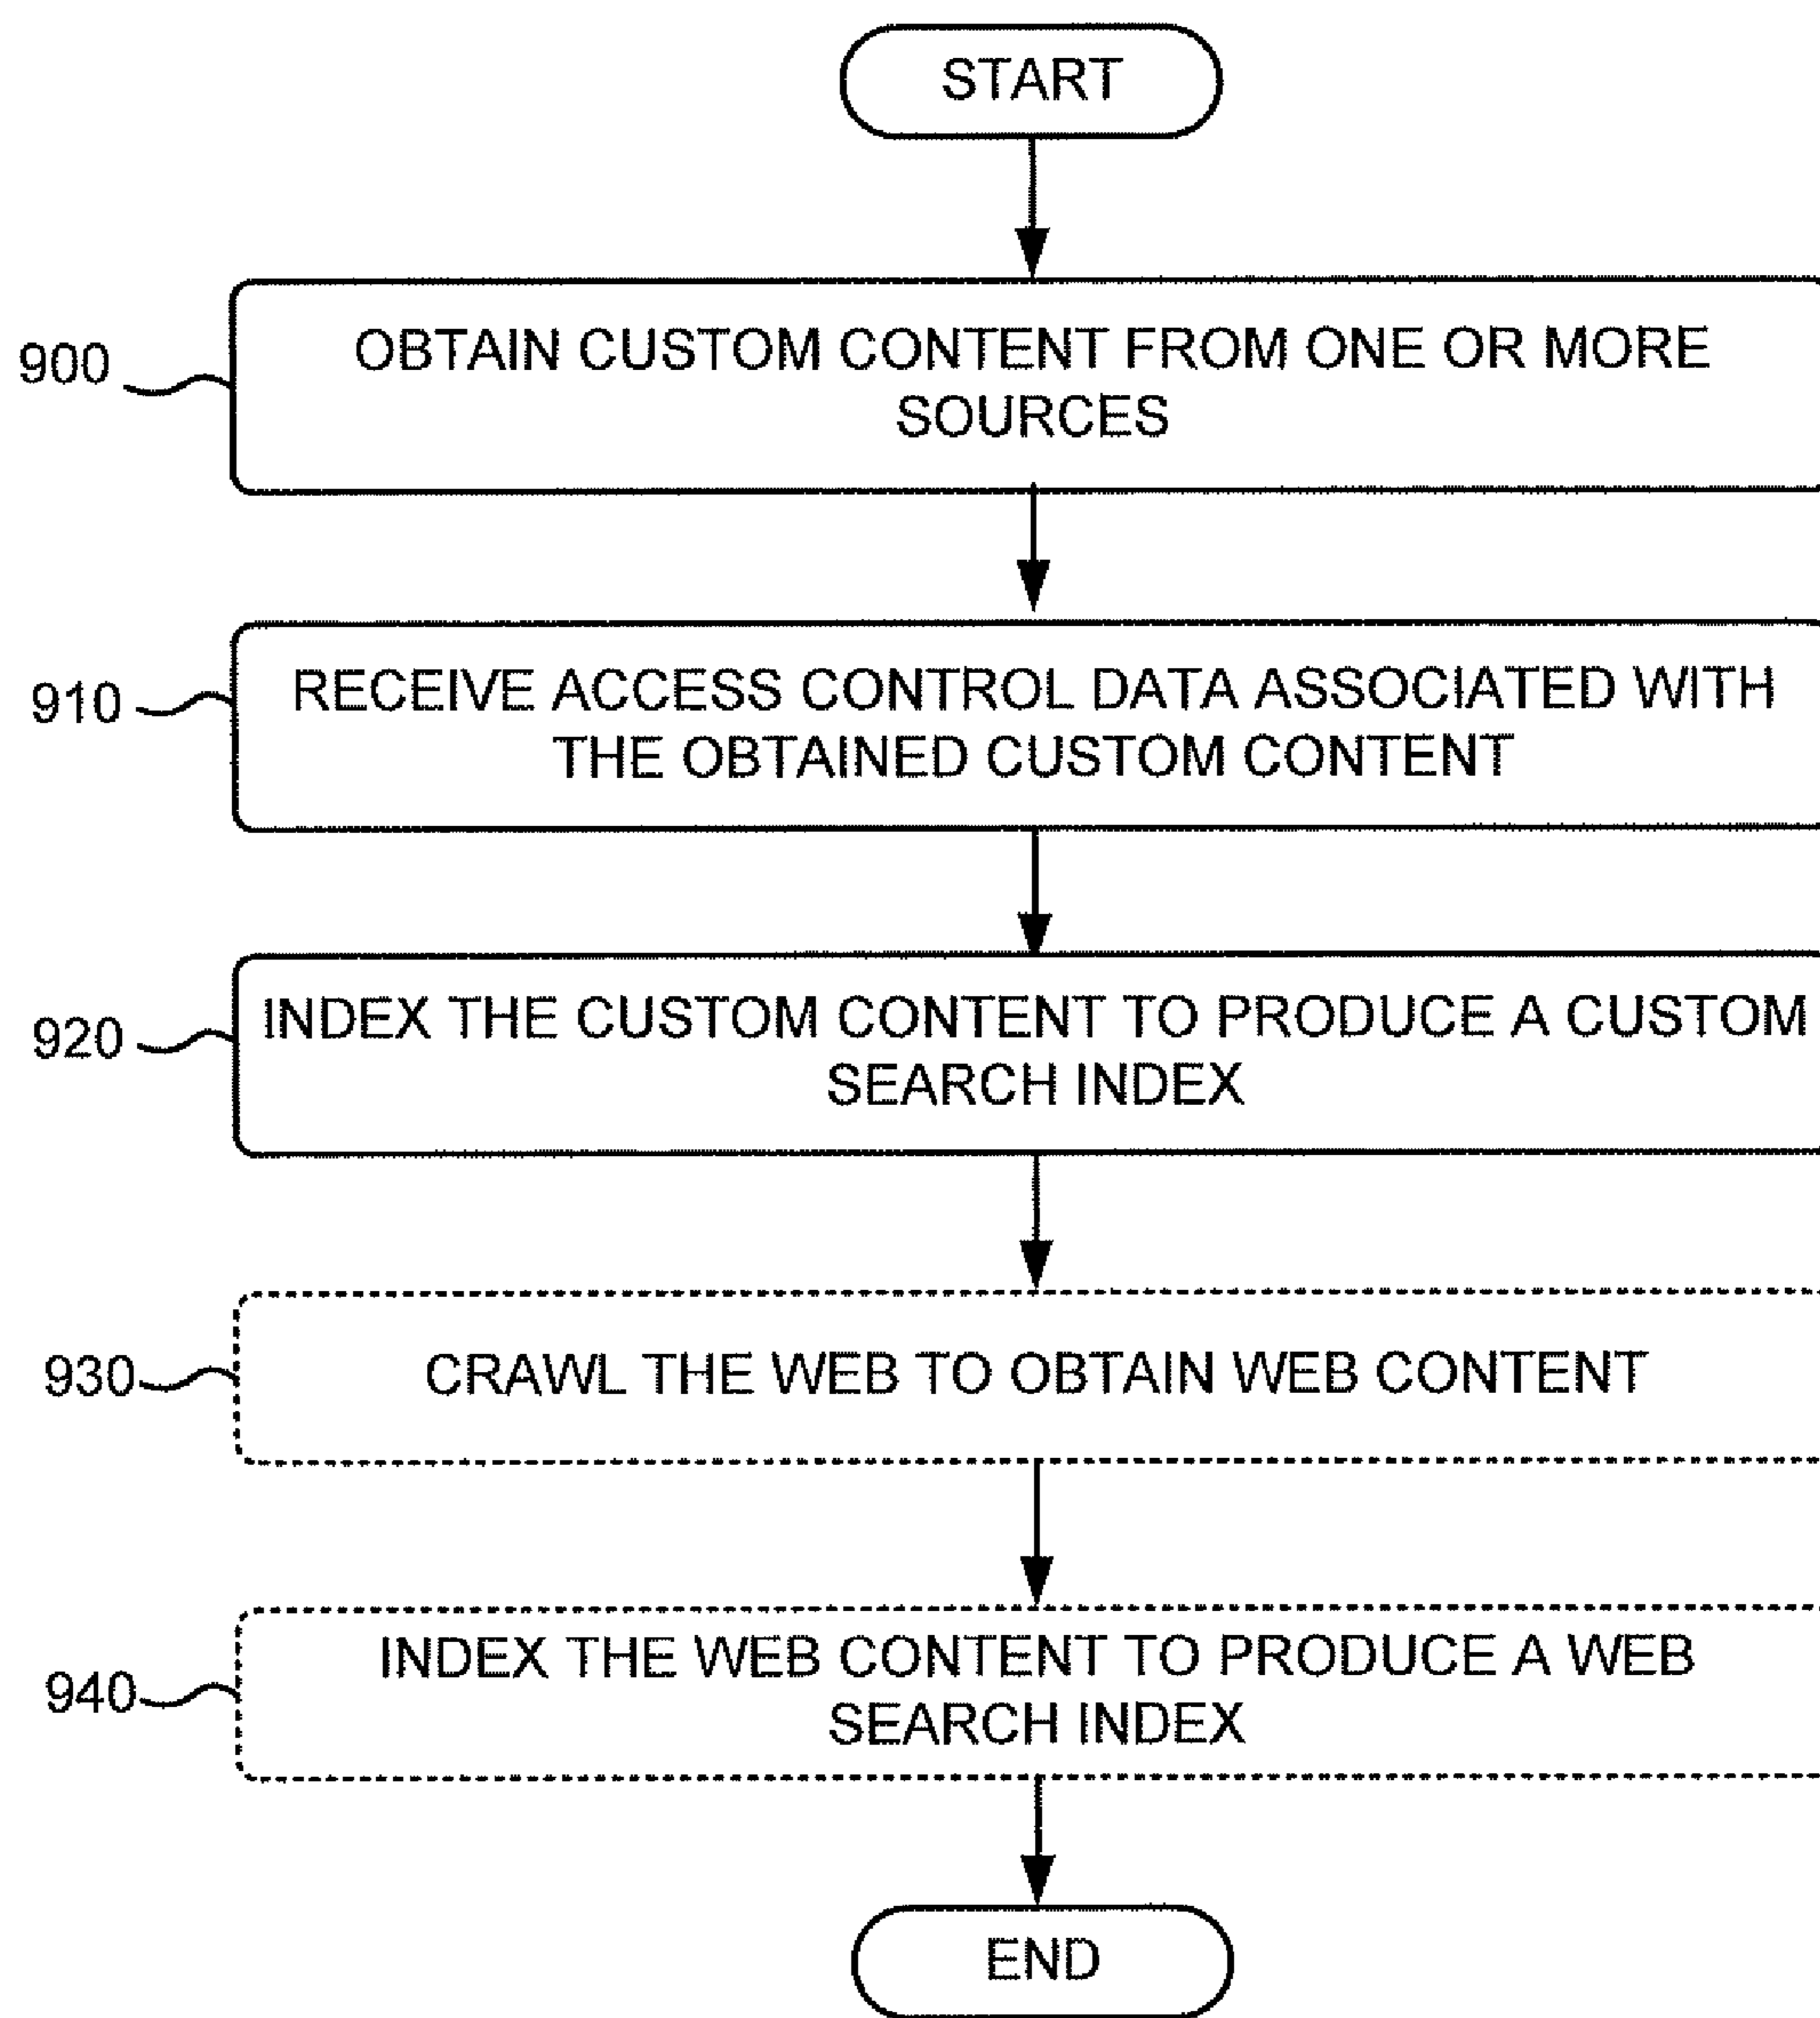 START
900
OBTAIN CUSTOM CONTENT FROM ONE OR MORE
SOURCES
910
RECEIVE ACCESS CONTROL DATA ASSOCIATED WITH
THE OBTAINED CUSTOM CONTENT
920
INDEX THE CUSTOM CONTENT TO PRODUCE A CUSTOM
SEARCH INDEX
930
CRAWL THE WEB TO OBTAIN WEB CONTENT
940
INDEX THE WEB CONTENT TO PRODUCE A WEB
SEARCH INDEX
END